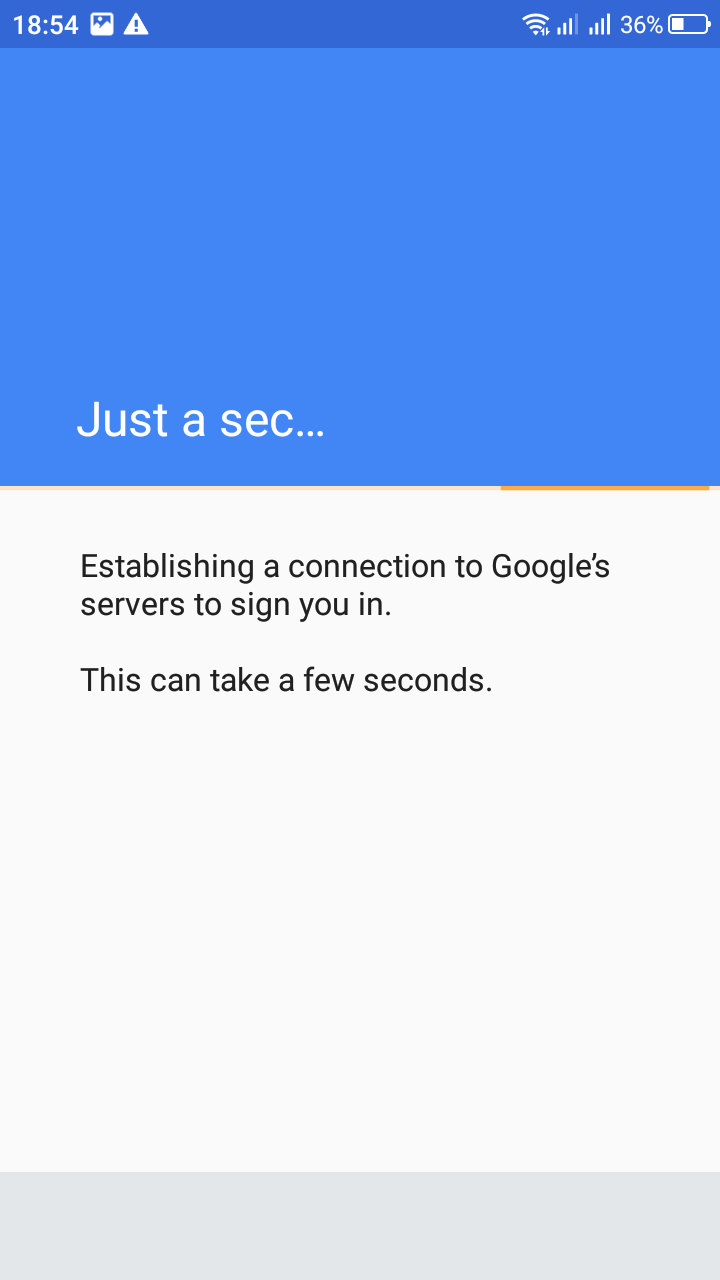 18:54 36%
Just a sec...
Establishing a connection to Google’s
servers to sign you in.
This can take a few seconds.